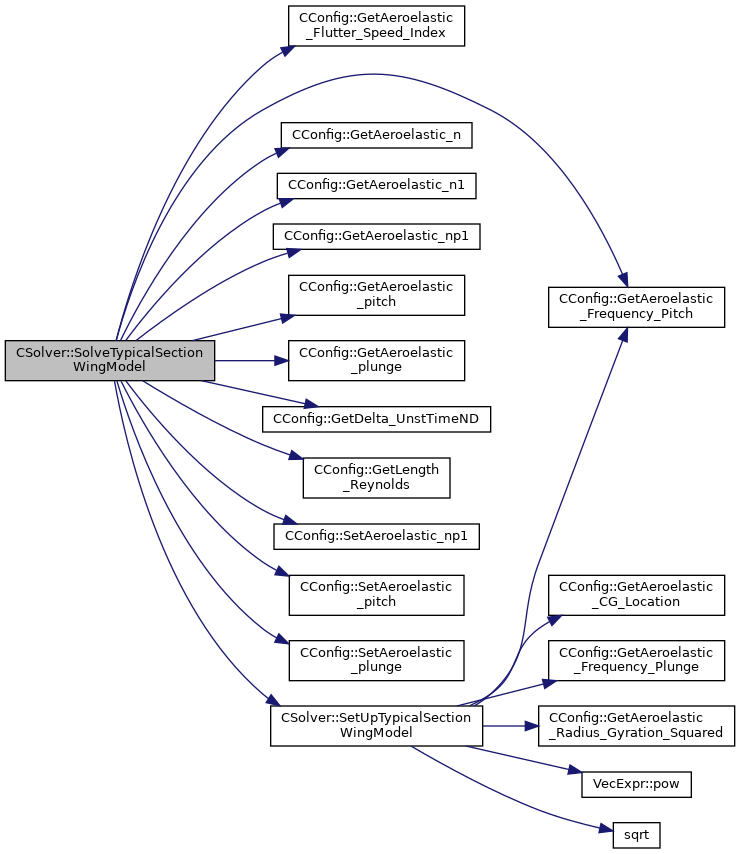 CConfig::GetAeroelastic
_Flutter_Speed_Index
CConfig::GetAeroelastic_n
CConfig::GetAeroelastic_n1
CConfig::GetAeroelastic_np1
CConfig::GetAeroelastic
_pitch
CConfig::GetAeroelastic
_Frequency_Pitch
CSolver::SolveTypicalSection
WingModel
CConfig::GetAeroelastic
_plunge
CConfig::GetDelta_UnstTimeND
CConfig::GetLength
_Reynolds
CConfig::SetAeroelastic_np1
CConfig::SetAeroelastic
_pitch
CConfig::GetAeroelastic
_CG_Location
CConfig::SetAeroelastic
_plunge
CConfig::GetAeroelastic
_Frequency_Plunge
CSolver::SetUpTypicalSection
WingModel
CConfig::GetAeroelastic
_Radius_Gyration_Squared
VecExpr::pow
sqrt